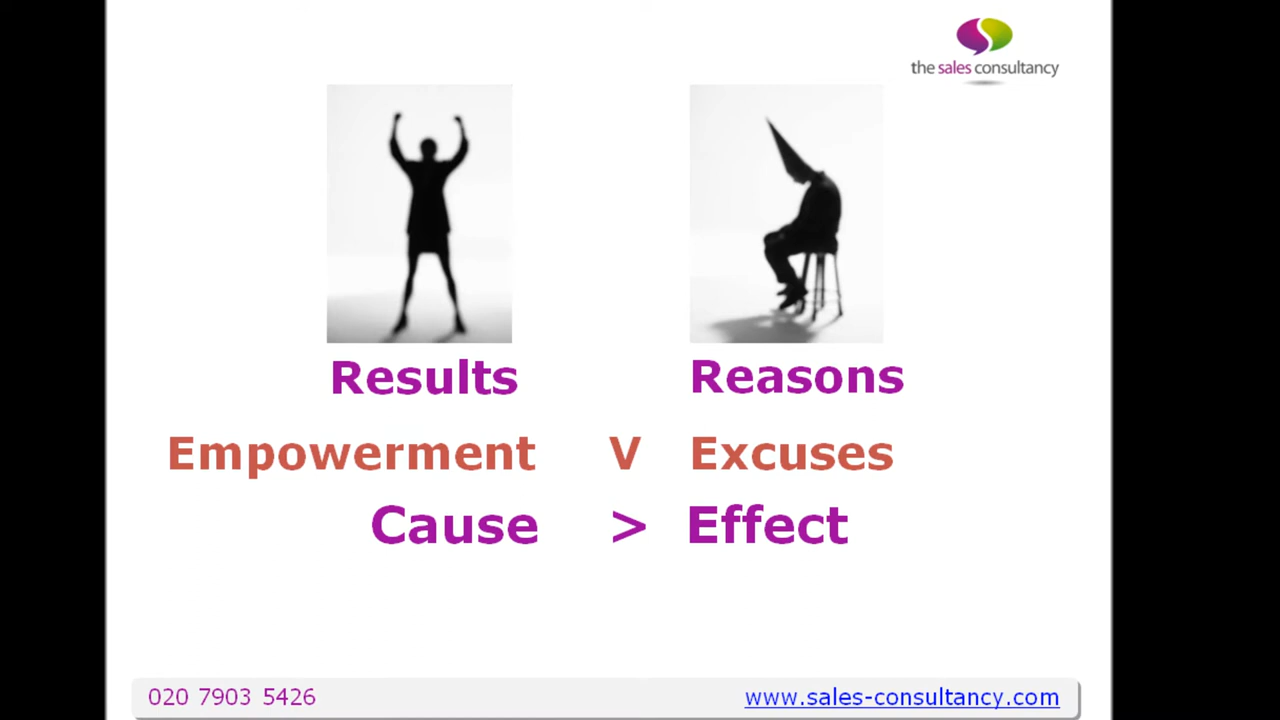 the sales consultancy
Results Reasons
Empowerment V Excuses
Cause > Effect
020 7903 5426 www.sales-consultancy.com